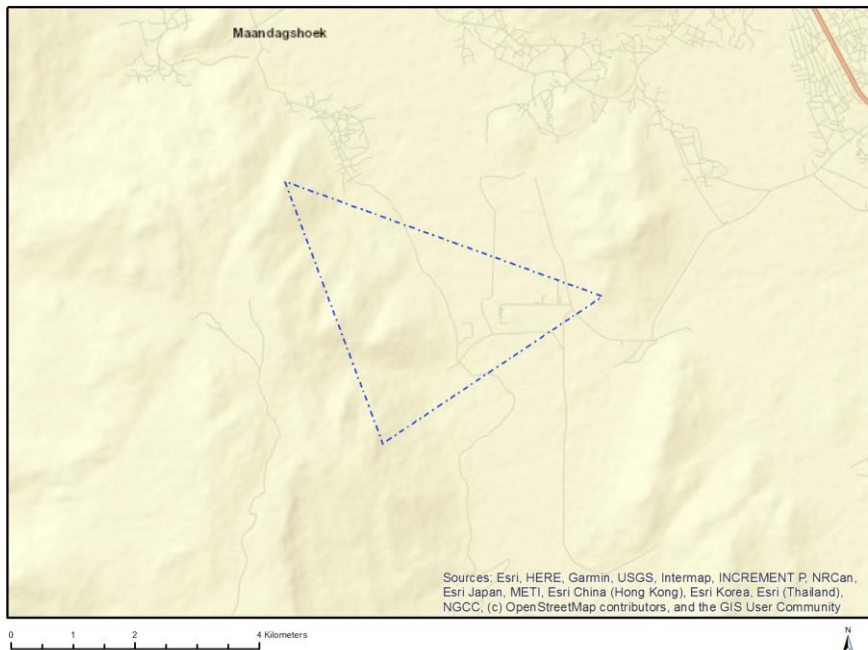 Maandagshoek
Sources: Esri, HERE, Garmin, USGS, Intermap, INCREMENT P, NRCan,
Esri Japan, METI, Esri China (Hong Kong), Esri Korea, Esri (Thailand),
NGCC, (c) OpenStreetMap contributors, and the GIS User Community
0 1 2 4 Kilometers
N